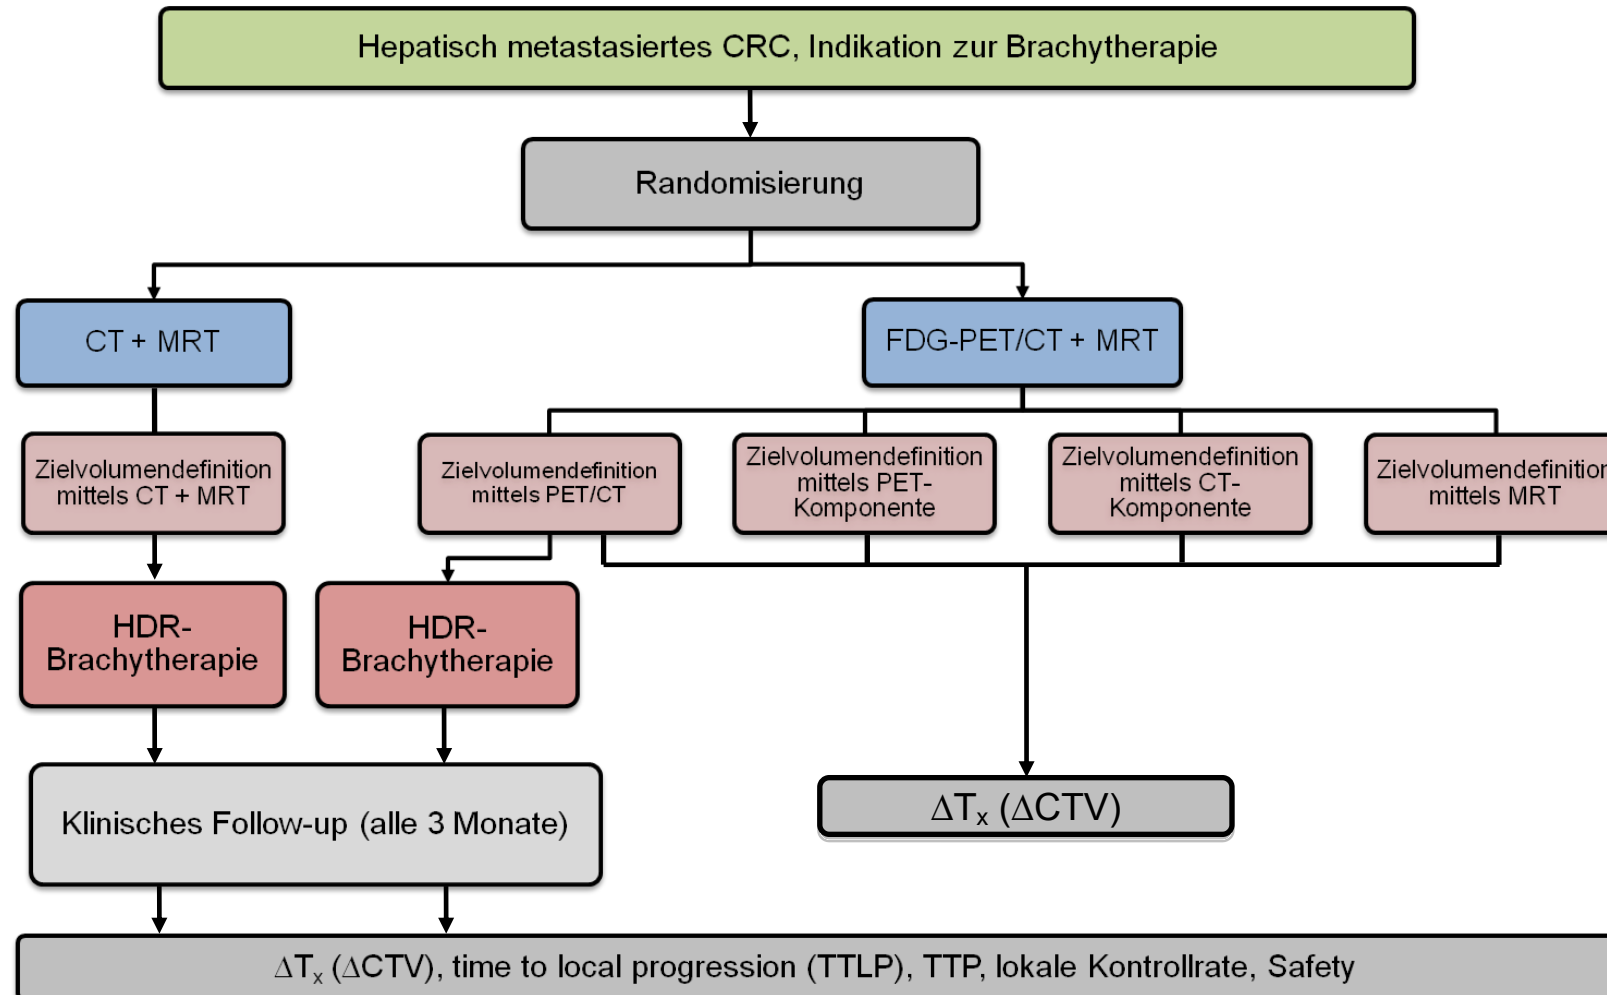 Hepatisch metastasiertes CRC, Indikation zur Brachytherapie
Randomisierung
CT + MRT
FDG-PET/CT + MRT
Zielvolumendefinition
mittels CT + MRT
Zielvolumendefinition
mittels PET/CT
Zielvolumendefinition
mittels PET-
Komponente
Zielvolumendefinition
mittels CT-
Komponente
Zielvolumendefinition
mittels MRT
HDR-
Brachytherapie
HDR-
Brachytherapie
Klinisches Follow-up (alle 3 Monate)
ΔTₓ (ΔCTV)
ΔTₓ (ΔCTV), time to local progression (TTLP), TTP, lokale Kontrollrate, Safety